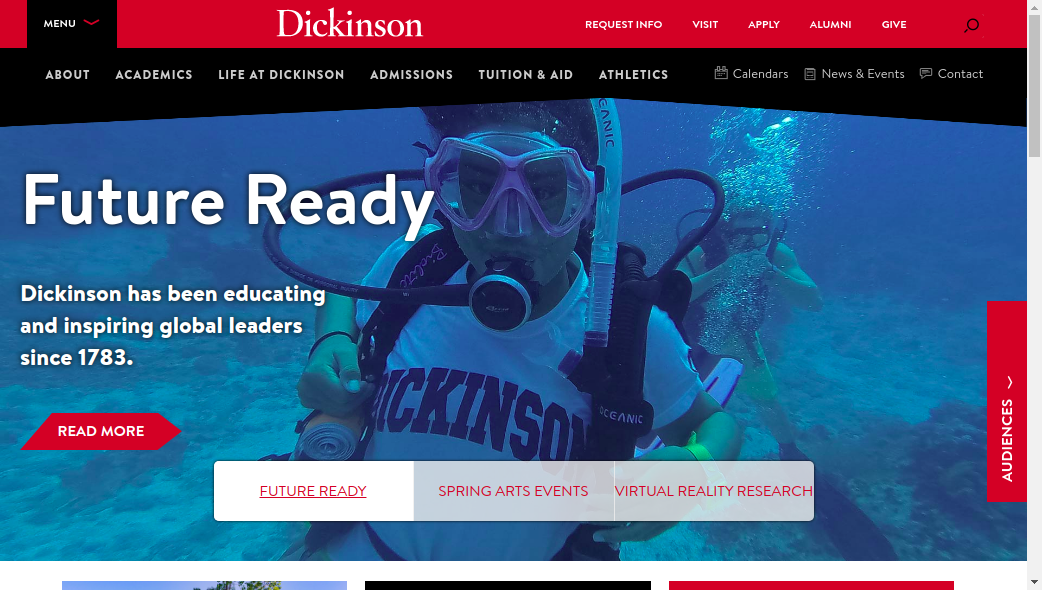 MENU
Dickinson
REQUEST INFO
VISIT
APPLY
ALUMNI
GIVE
ABOUT
ACADEMICS
LIFE AT DICKINSON
ADMISSIONS
TUITION & AID
ATHLETICS
Calendars
News & Events
Contact
OCEANIC
Future Ready
Dickinson has been educating
and inspiring global leaders
since 1783.
DICKINSON
OCEANIC
AUDIENCES
READ MORE
FUTURE READY
SPRING ARTS EVENTS
VIRTUAL REALITY RESEARCH